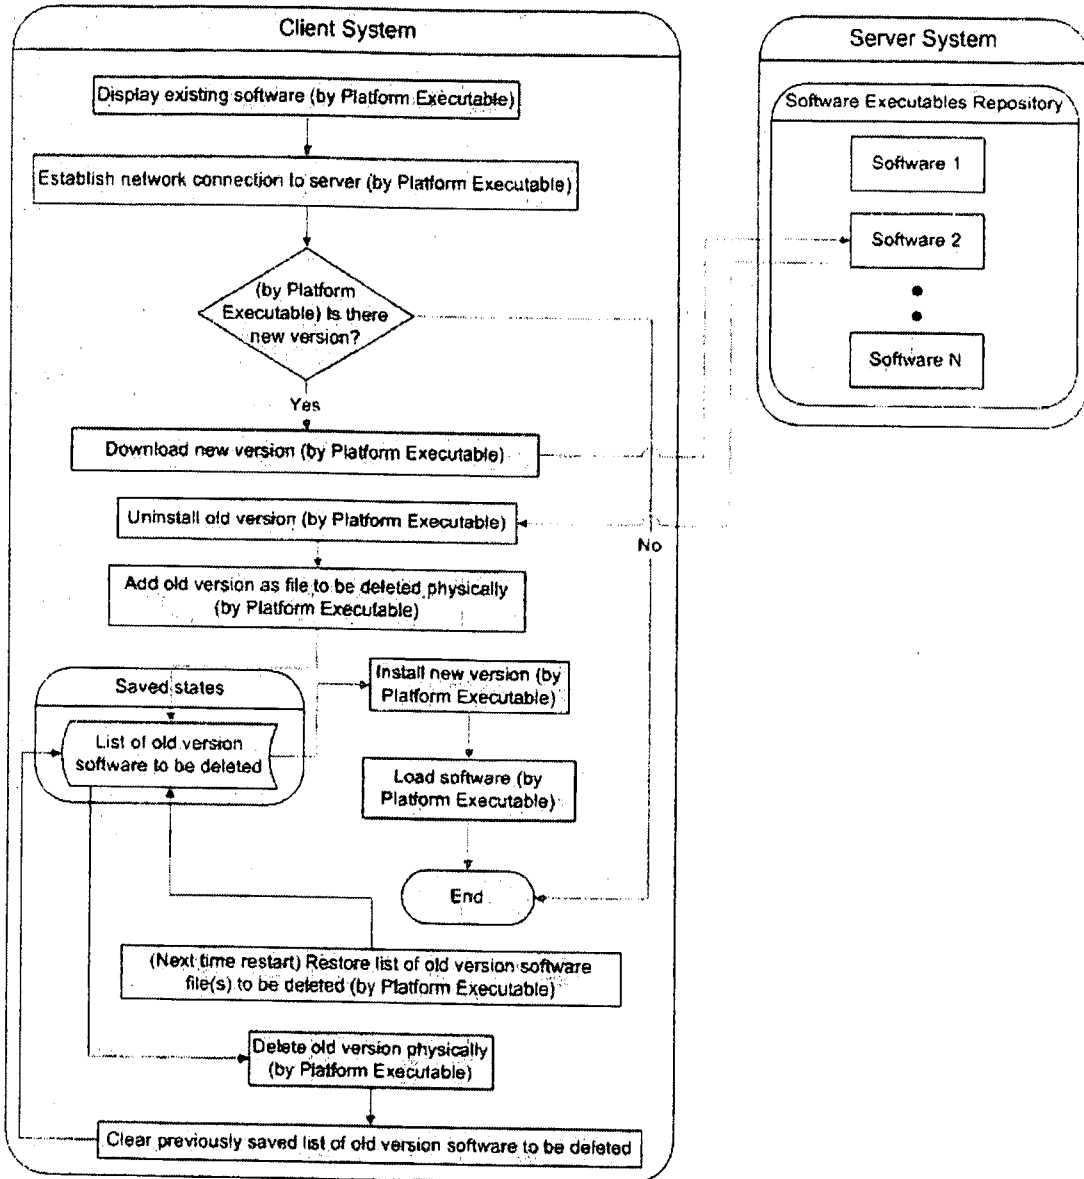 Client System
Display existing software (by Platform Executable)
Establish network connection to server (by Platform Executable)
(by Platform
Executable) Is there
new version?
Yes
Download new version (by Platform Executable)
Uninstall old version (by Platform Executable)
No
Add old version as file to be deleted physically
(by Platform Executable)
Saved states
List of old version
software to be deleted
Install new version (by
Platform Executable)
Load software (by
Platform Executable)
End
(Next time restart) Restore list of old version software
file(s) to be deleted (by Platform Executable)
Delete old version physically
(by Platform Executable)
Clear previously saved list of old version software to be deleted
Server System
Software Executables Repository
Software 1
Software 2
Software N